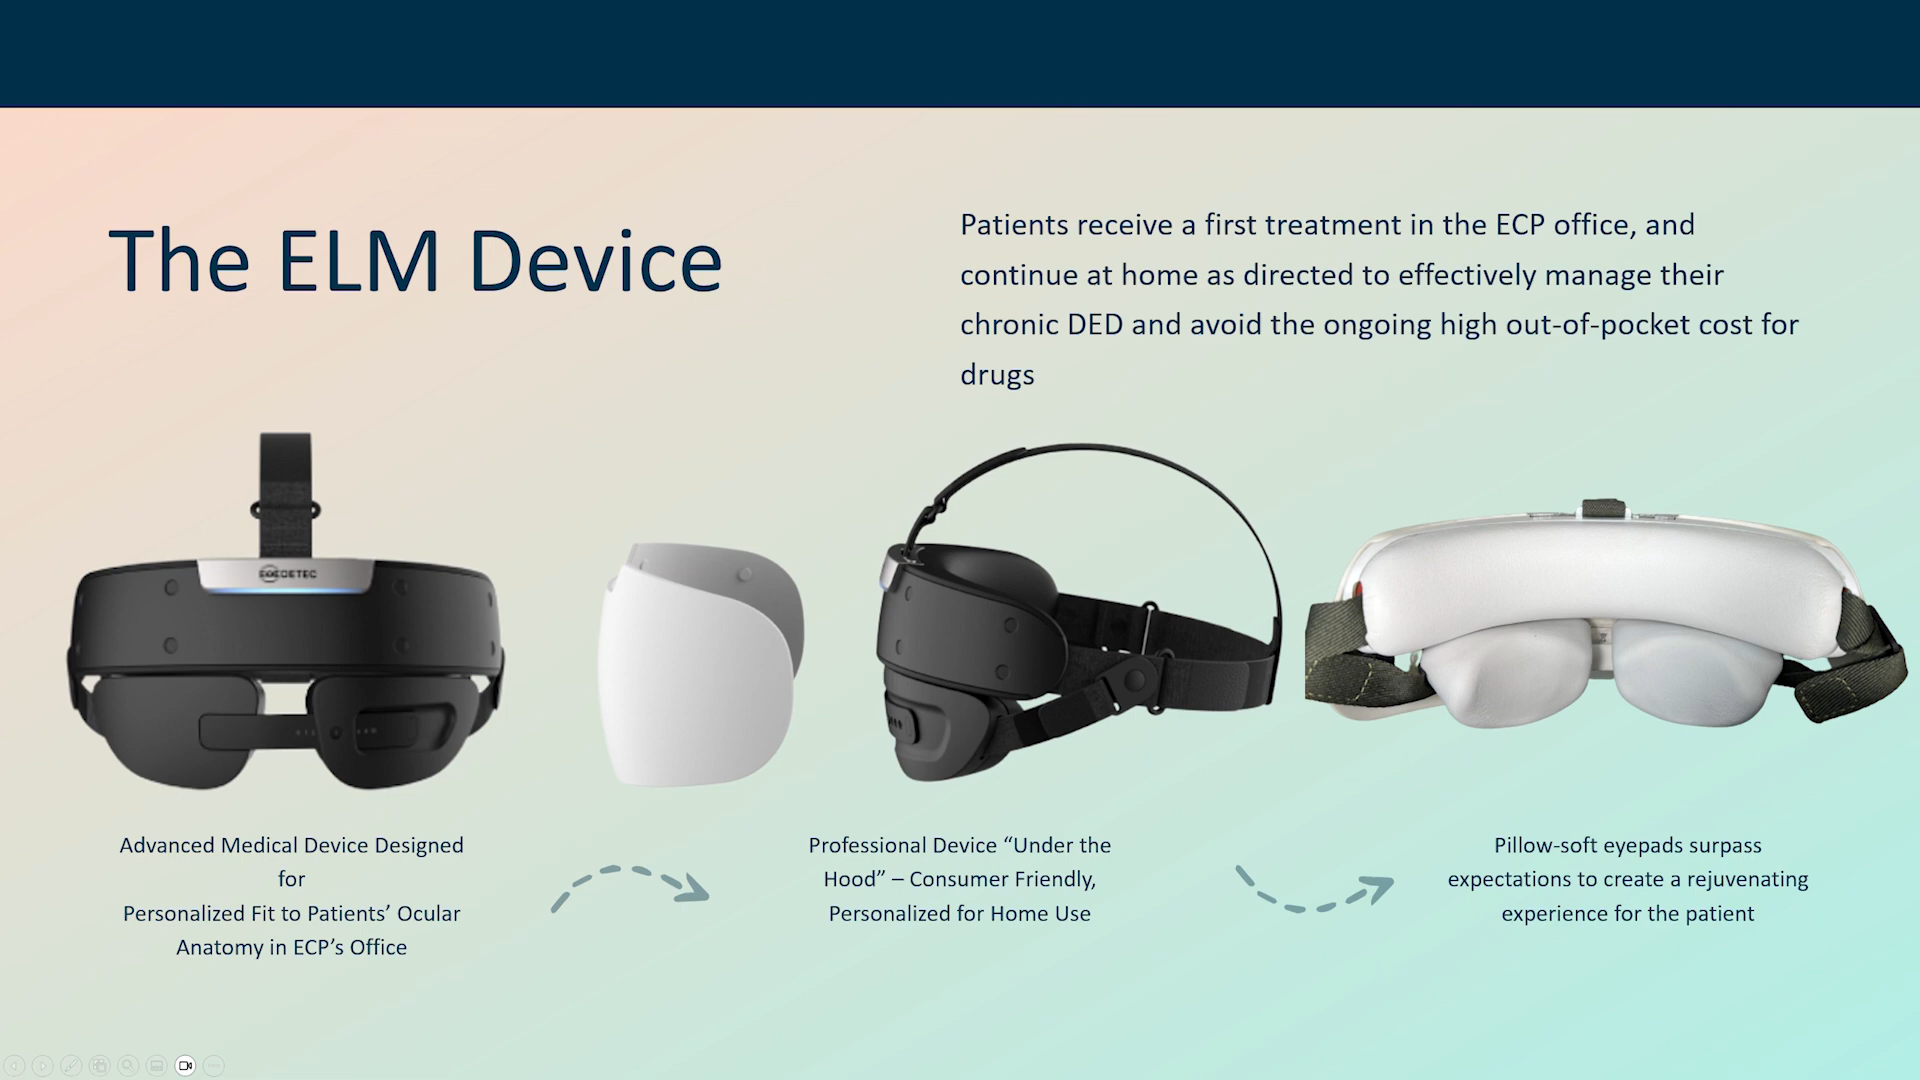 The ELM Device
Patients receive a first treatment in the ECP office, and
continue at home as directed to effectively manage their
chronic DED and avoid the ongoing high out-of-pocket cost for
drugs
Advanced Medical Device Designed
for
Personalized Fit to Patients’ Ocular
Anatomy in ECP’s Office
Professional Device “Under the
Hood” – Consumer Friendly,
Personalized for Home Use
Pillow-soft eyepads surpass
expectations to create a rejuvenating
experience for the patient